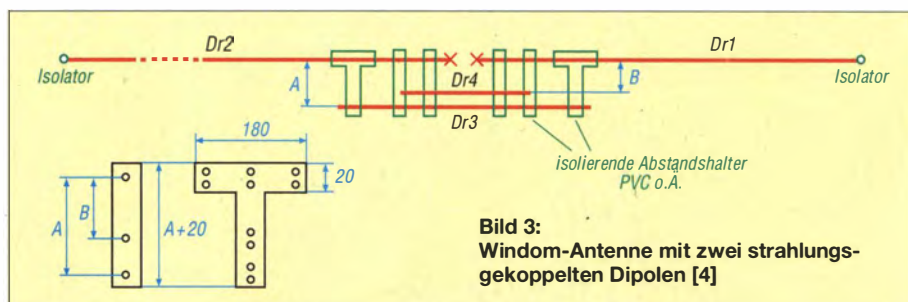 Dr2
Dr1
Isolator
Isolator
A
Dr4
B
Dr3
180
20
isolierende Abstandshalter
PVC o.Ä.
A
B
A+20
Bild 3:
Windom-Antenne mit zwei strahlungs-
gekoppelten Dipolen [4]